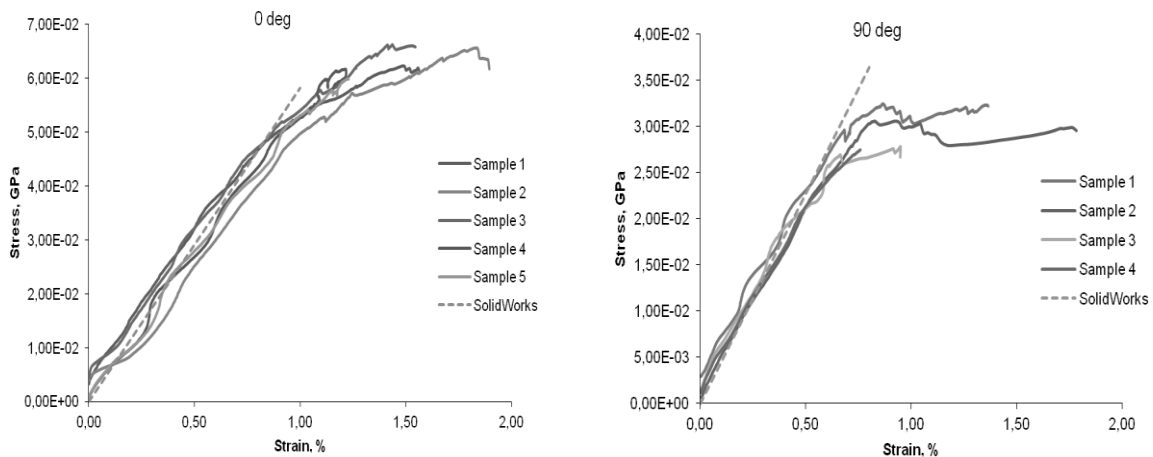 0 deg
7,00E-02
6,00E-02
5,00E-02
4,00E-02
3,00E-02
2,00E-02
1,00E-02
0,00E+00
Stress, GPa
0,00
0,50
1,00
1,50
2,00
Strain, %
Sample 1
Sample 2
Sample 3
Sample 4
Sample 5
SolidWorks
90 deg
4,00E-02
3,50E-02
3,00E-02
2,50E-02
2,00E-02
1,50E-02
1,00E-02
5,00E-03
0,00E+00
Stress, GPa
0,00
0,50
1,00
1,50
2,00
Strain, %
Sample 1
Sample 2
Sample 3
Sample 4
SolidWorks